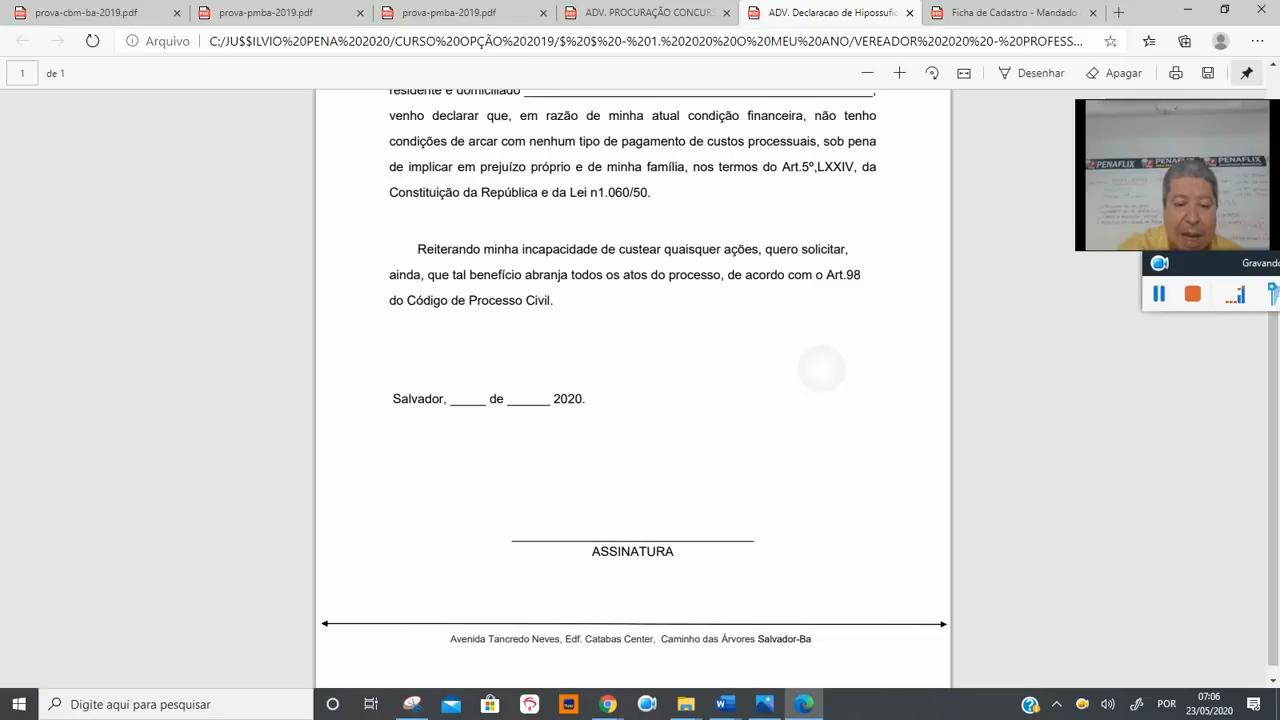 prova-cbm-ba-2019.pdf
prova-pmba-2019.pdf
prova-pmba-2019.pdf
ADV. PROCURAÇÃO CONCURS
ADV. Declaracao de Hipossufic
Ficha de Cadastro - Mandado
Arquivo
C:/JU$$ILVIO%20PENA%202020/CURSO%20OPÇÃO%202019/$%20$%20-%201.%202020%20O%20MEU%20ANO/VEREADOR%202020%20-%20PROFESS...
1 de 1
Desenhar
Apagar
residente e domiciliado ________________________________________________,
venho declarar que, em razão de minha atual condição financeira, não tenho
condições de arcar com nenhum tipo de pagamento de custos processuais, sob pena
de implicar em prejuízo próprio e de minha família, nos termos do Art.5º,LXXIV, da
Constituição da República e da Lei n1.060/50.
Reiterando minha incapacidade de custear quaisquer ações, quero solicitar,
ainda, que tal benefício abranja todos os atos do processo, de acordo com o Art.98
do Código de Processo Civil.
Salvador, _____ de ______ 2020.
ASSINATURA
Avenida Tancredo Neves, Edf. Catabas Center, Caminho das Árvores Salvador-Ba
PENAFLIX PENAFLIX PENAFLIX
Gravando
Digite aqui para pesquisar
POR
07:06
23/05/2020